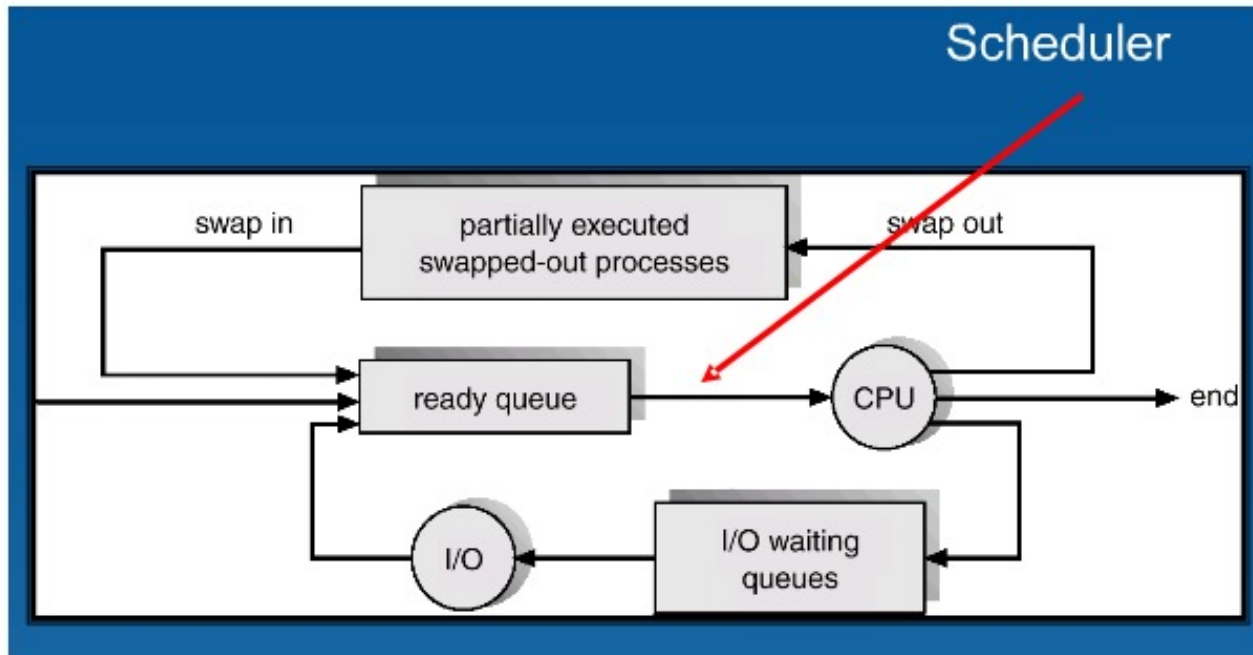 Scheduler
swap in
partially executed
swapped-out processes
swap out
ready queue
CPU
end
I/O
I/O waiting
queues